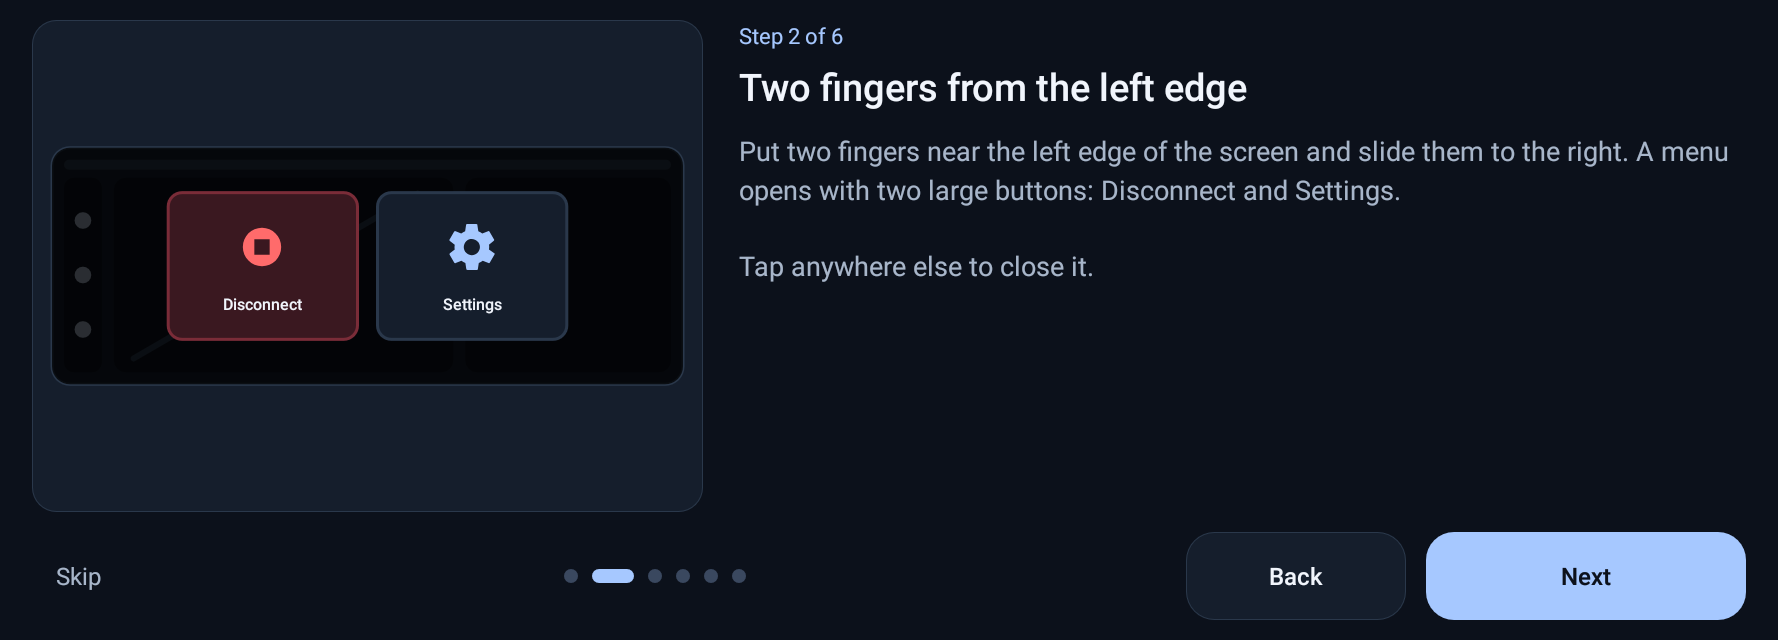 Step 2 of 6
Two fingers from the left edge
Put two fingers near the left edge of the screen and slide them to the right. A menu
opens with two large buttons: Disconnect and Settings.
Tap anywhere else to close it.
Disconnect
Settings
Skip
Back
Next